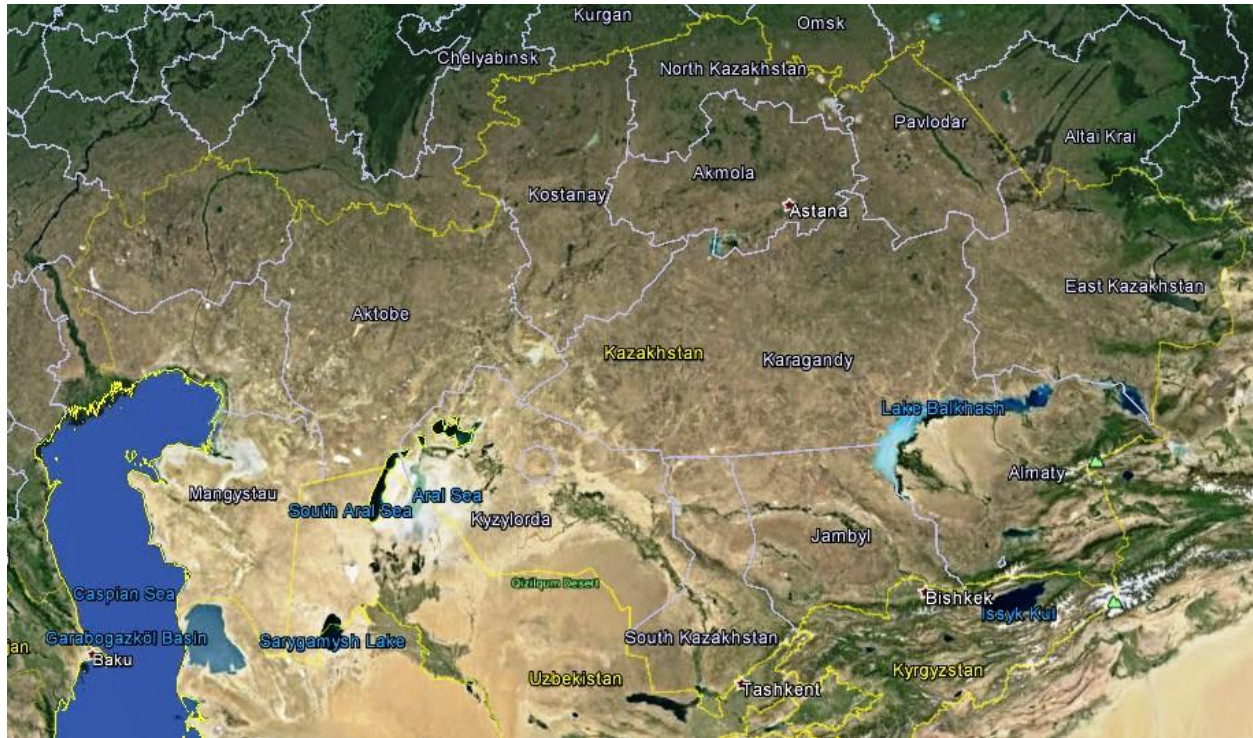 Kurgan
Omsk
Chelyabinsk
North Kazakhstan
Pavlodar
Altai Krai
Akmola
Kostanay
Astana
East Kazakhstan
Aktobe
Kazakhstan
Karagandy
Lake Balkhash
Almaty
Mangystau
Aral Sea
South Aral Sea
Kyzylorda
Jambyl
Qizilqum Desert
Caspian Sea
Bishkek
Issyk Kul
Garabogazköl Basin
Sarygamysh Lake
South Kazakhstan
jan
Baku
Uzbekistan
Kyrgyzstan
Tashkent